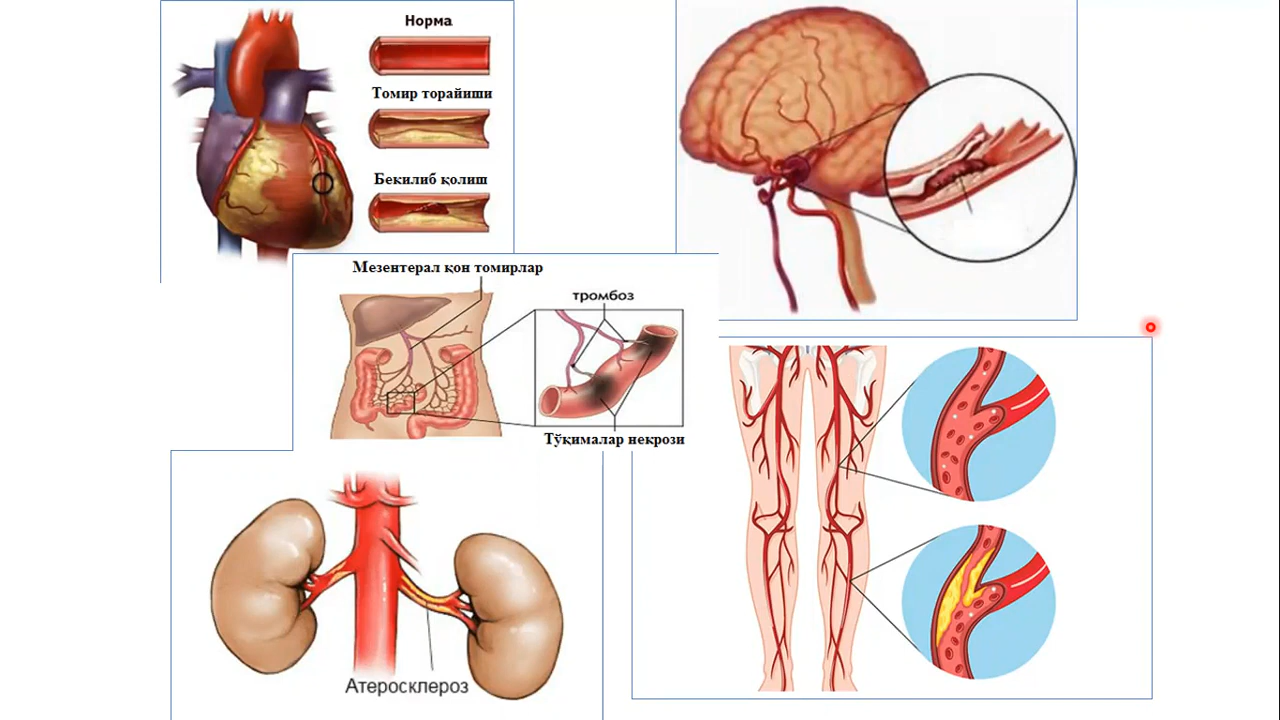 Норма
Томир торайиши
Бекилиб қолиш
Мезентерал қон томирлар
тромбоз
Тўқималар некрози
Атеросклероз